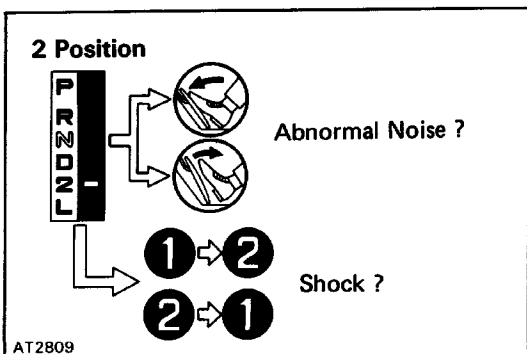 2 Position
P
R
N
D
2
L
Abnormal Noise ?
1 2
Shock ?
2 1
AT2809